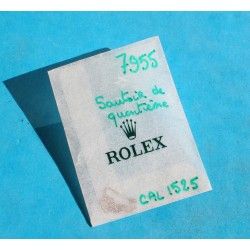 7955
Sautoir de
quantième
ROLEX
CAL 1525